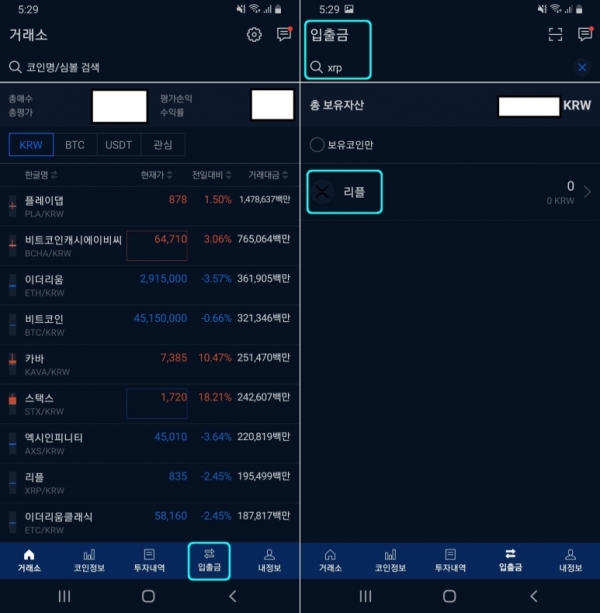 5:29
거래소
코인명/심볼 검색
총매수
총평가
평가손익
수익률
KRW BTC USDT 관심
한글명 현재가 전일대비 거래대금
플레이댑 878 1.50% 1,478,637백만
PLA/KRW
비트코인캐시에이비씨 64,710 3.06% 765,064백만
BCHA/KRW
이더리움 2,915,000 -3.57% 361,905백만
ETH/KRW
비트코인 45,150,000 -0.66% 321,346백만
BTC/KRW
카바 7,385 10.47% 251,470백만
KAVA/KRW
스택스 1,720 18.21% 242,607백만
STX/KRW
엑시인피니티 45,010 -3.64% 220,819백만
AXS/KRW
리플 835 -2.45% 195,499백만
XRP/KRW
이더리움클래식 58,160 -2.45% 187,817백만
ETC/KRW
거래소 코인정보 투자내역 입출금 내정보
5:29
입출금
xrp
총 보유자산 KRW
보유코인만
리플 0
0 KRW
거래소 코인정보 투자내역 입출금 내정보